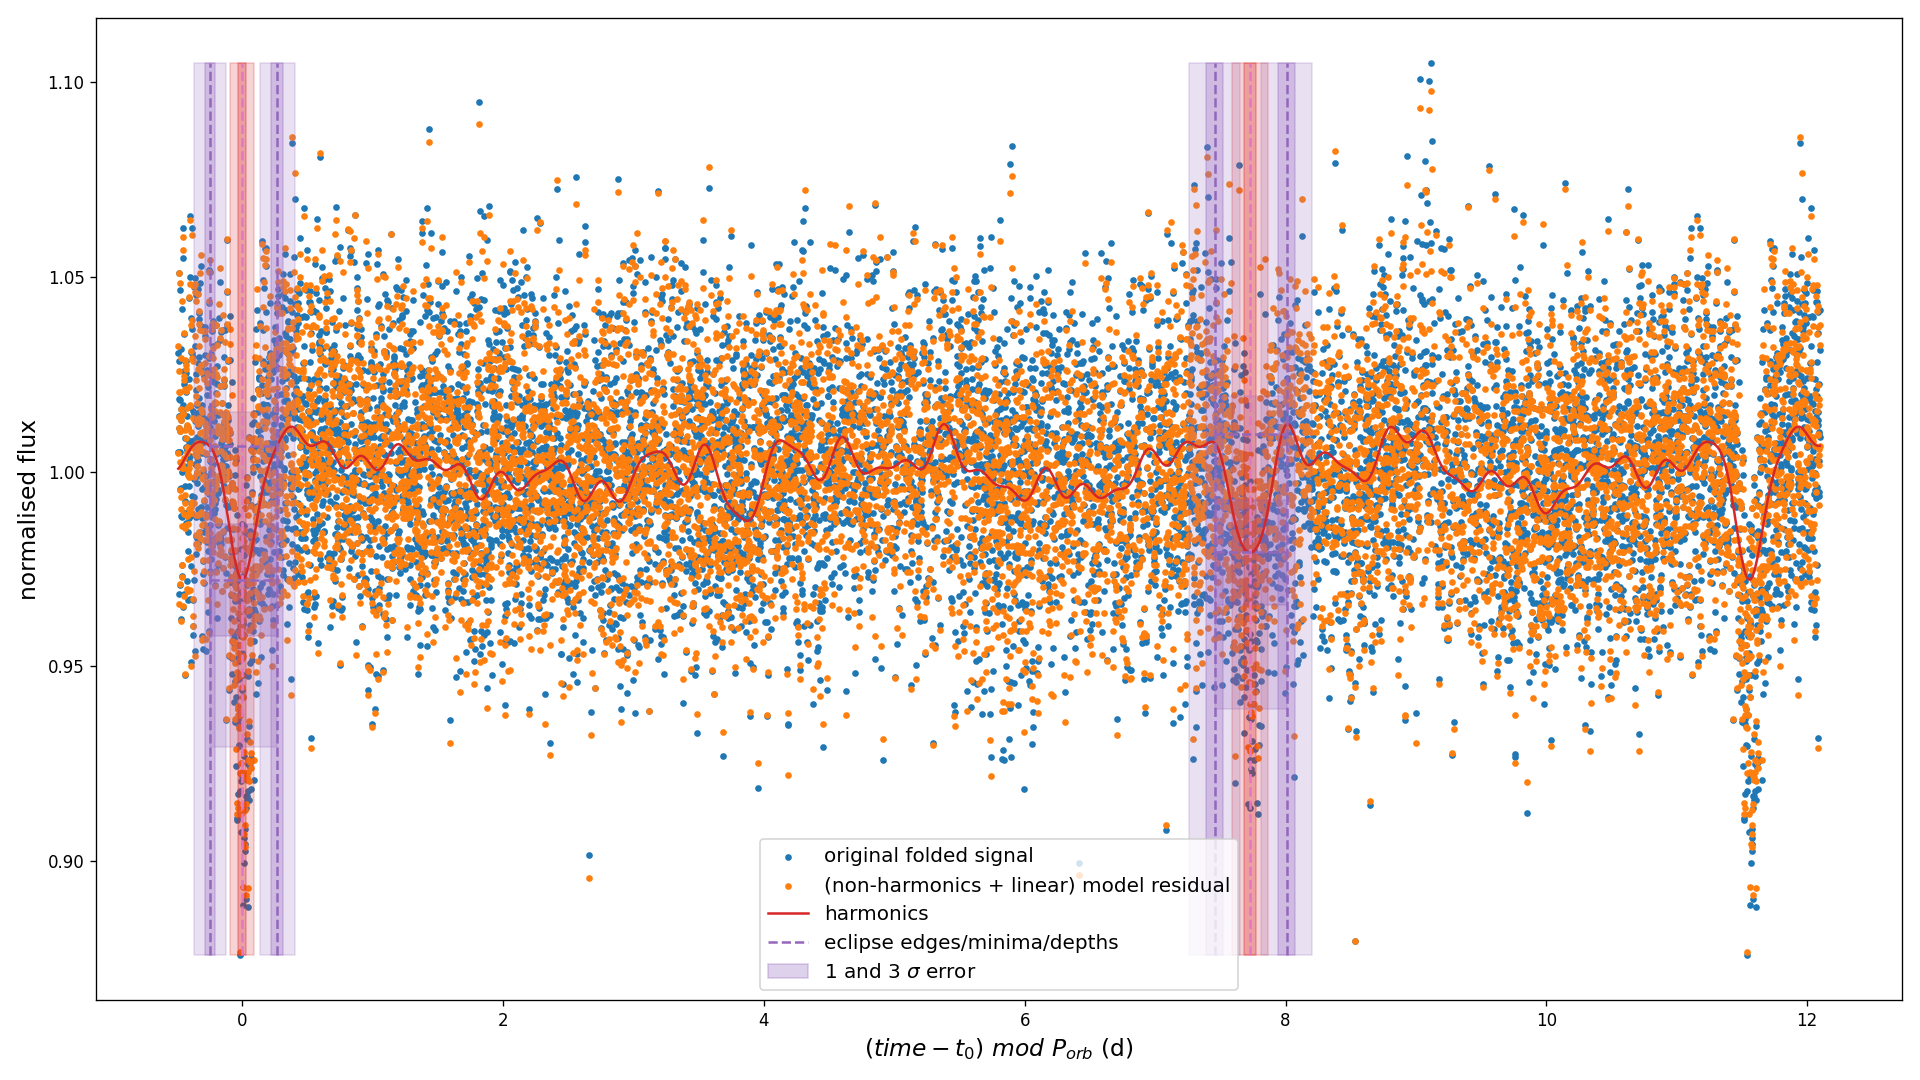 1.10
1.05
1.00
0.95
0.90
normalised flux
original folded signal
(non-harmonics + linear) model residual
harmonics
eclipse edges/minima/depths
1 and 3 σ error
0 2 4 6 8 10 12
(time − t₀) mod Pₒᵣᵦ (d)